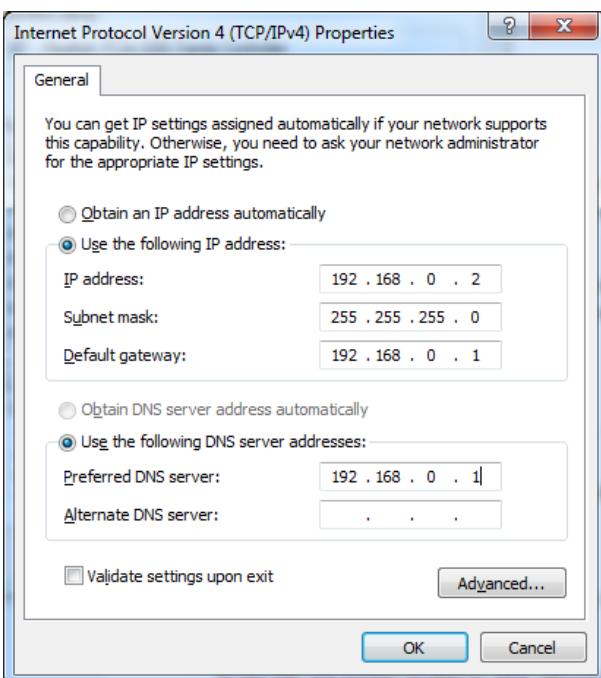 Internet Protocol Version 4 (TCP/IPv4) Properties
?
General
You can get IP settings assigned automatically if your network supports
this capability. Otherwise, you need to ask your network administrator
for the appropriate IP settings.
Obtain an IP address automatically
Use the following IP address:
IP address: 192 . 168 . 0 . 2
Subnet mask: 255 . 255 . 255 . 0
Default gateway: 192 . 168 . 0 . 1
Obtain DNS server address automatically
Use the following DNS server addresses:
Preferred DNS server: 192 . 168 . 0 . 1
Alternate DNS server: . . .
Validate settings upon exit
Advanced...
OK Cancel